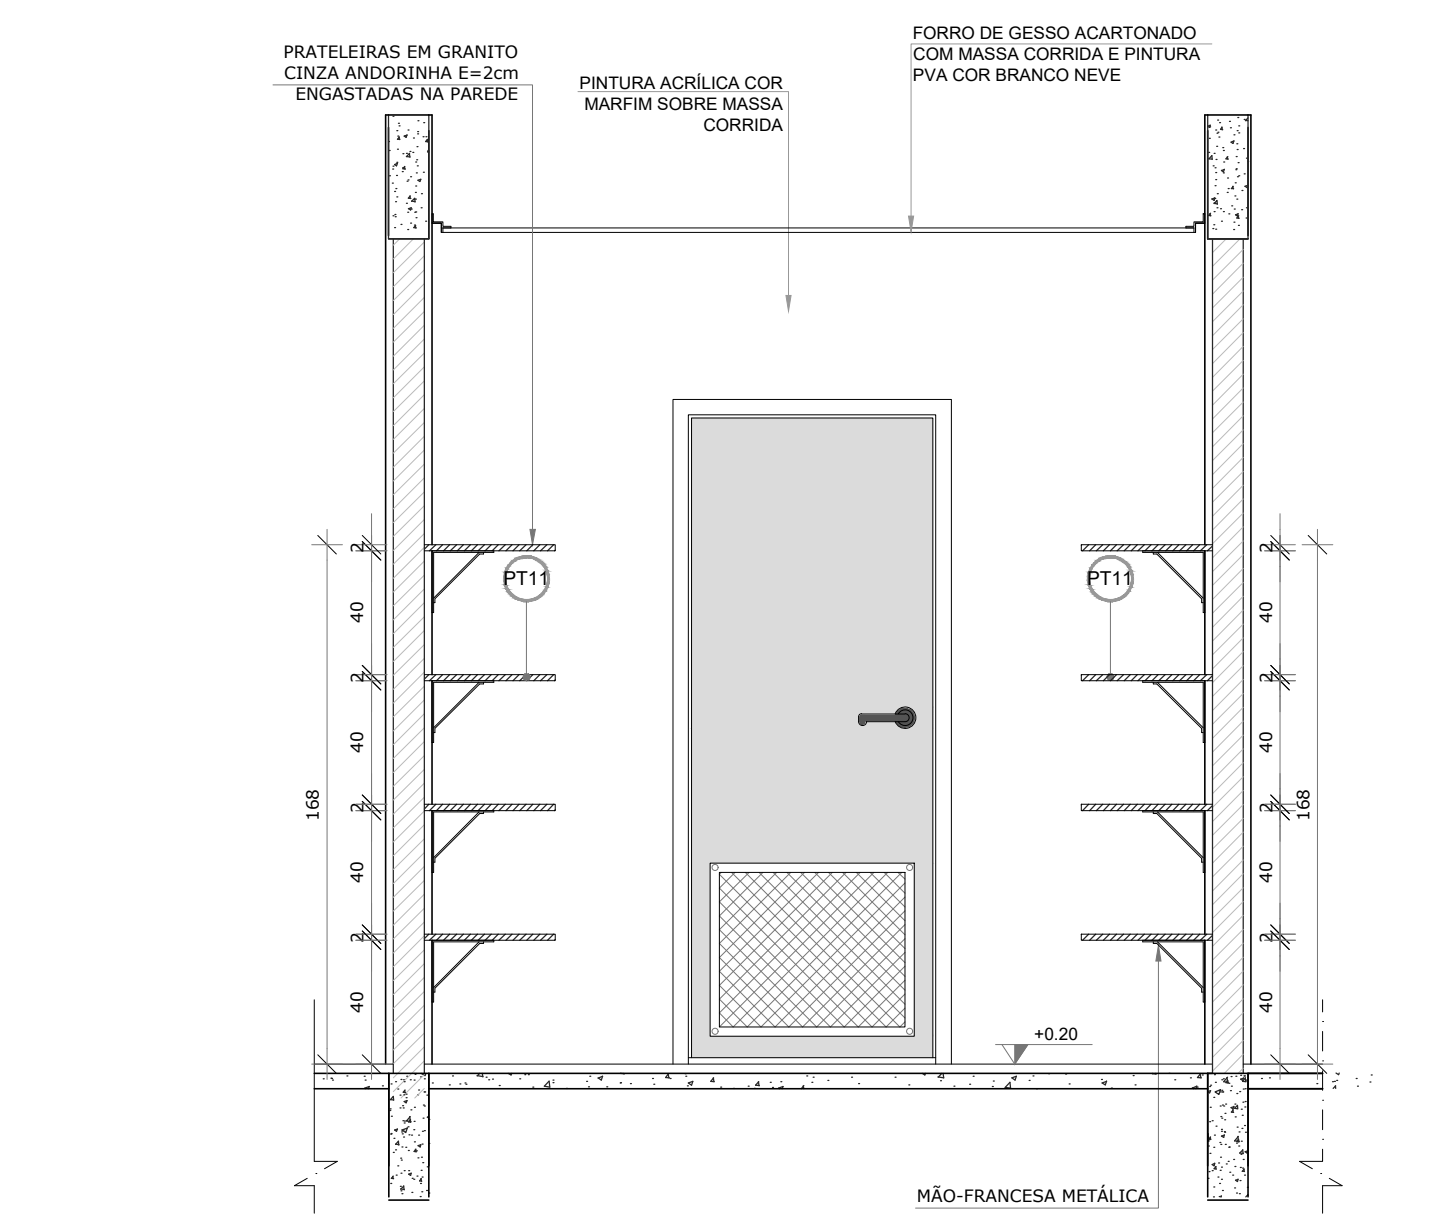 FORRO DE GESSO ACARTONADO
COM MASSA CORRIDA E PINTURA
PVA COR BRANCO NEVE
PRATELEIRAS EM GRANITO
CINZA ANDORINHA E=2cm
ENGASTADAS NA PAREDE
PINTURA ACRÍLICA COR
MARFIM SOBRE MASSA
CORRIDA
2
2
PT11
PT11
40
40
2
2
40
40
168
2
2
168
40
40
2
2
40
40
+0.20
MÃO-FRANCESA METÁLICA